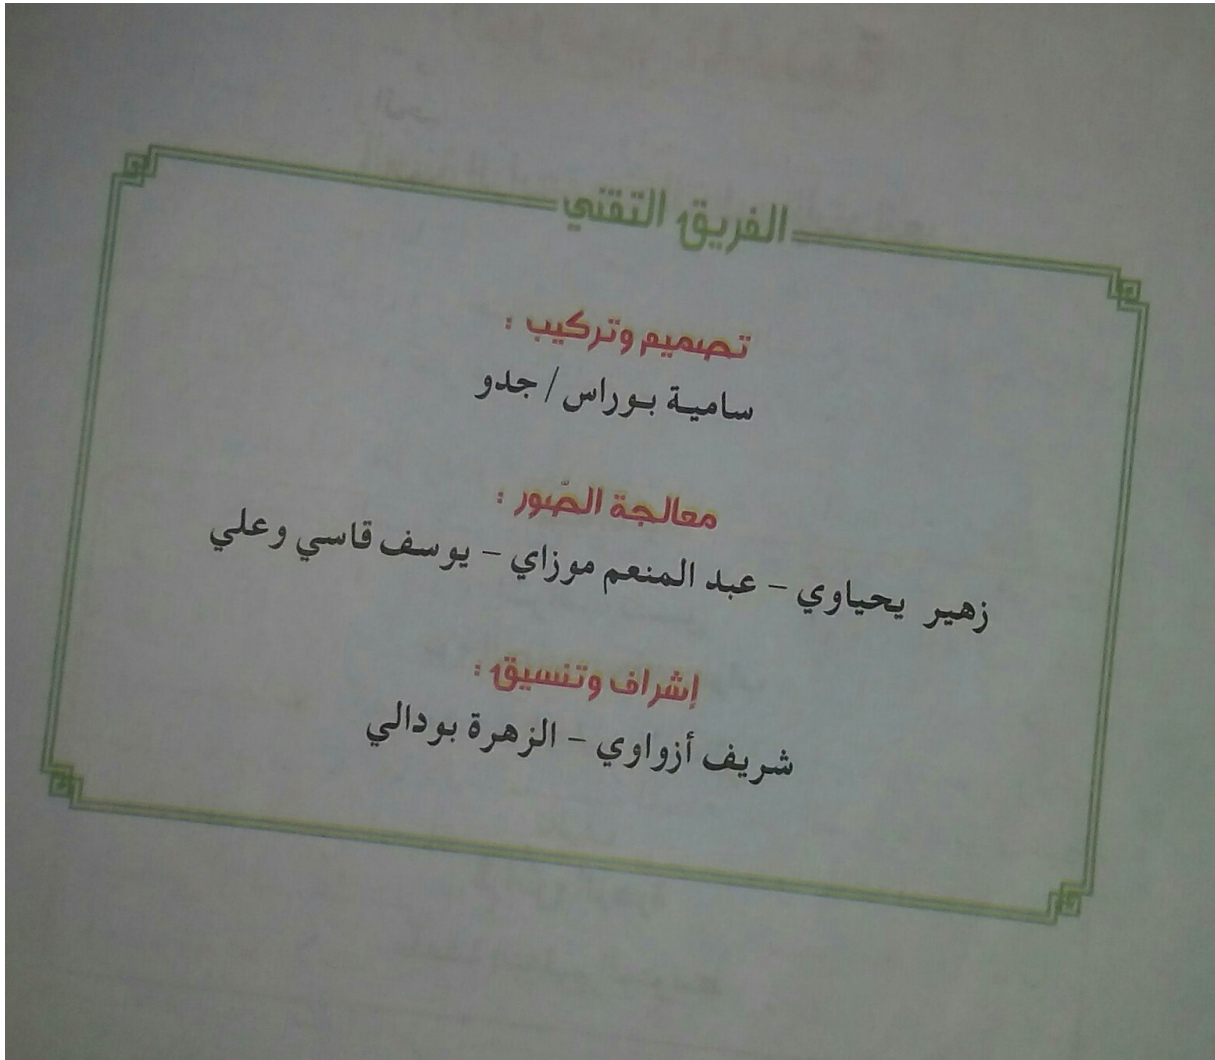 الفريق التقني
تصميم وتركيب :
سامية بوراس / جدو
معالجة الصّور :
زهير يحياوي – عبد المنعم موزاي – يوسف قاسي وعلي
إشراف وتنسيق :
شريف أزواوي – الزهرة بودالي